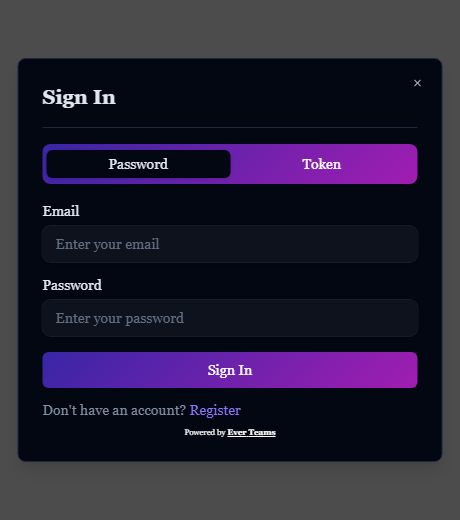 Sign In
×
Password Token
Email
Enter your email
Password
Enter your password
Sign In
Don't have an account? Register
Powered by Ever Teams